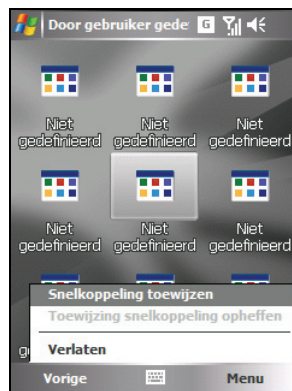 Door gebruiker gede
G
Niet gedefinieerd
Niet gedefinieerd
Niet gedefinieerd
Niet gedefinieerd
Niet gedefinieerd
Niet gedefinieerd
Snelkoppeling toewijzen
Toewijzing snelkoppeling opheffen
Verlaten
Vorige
Menu